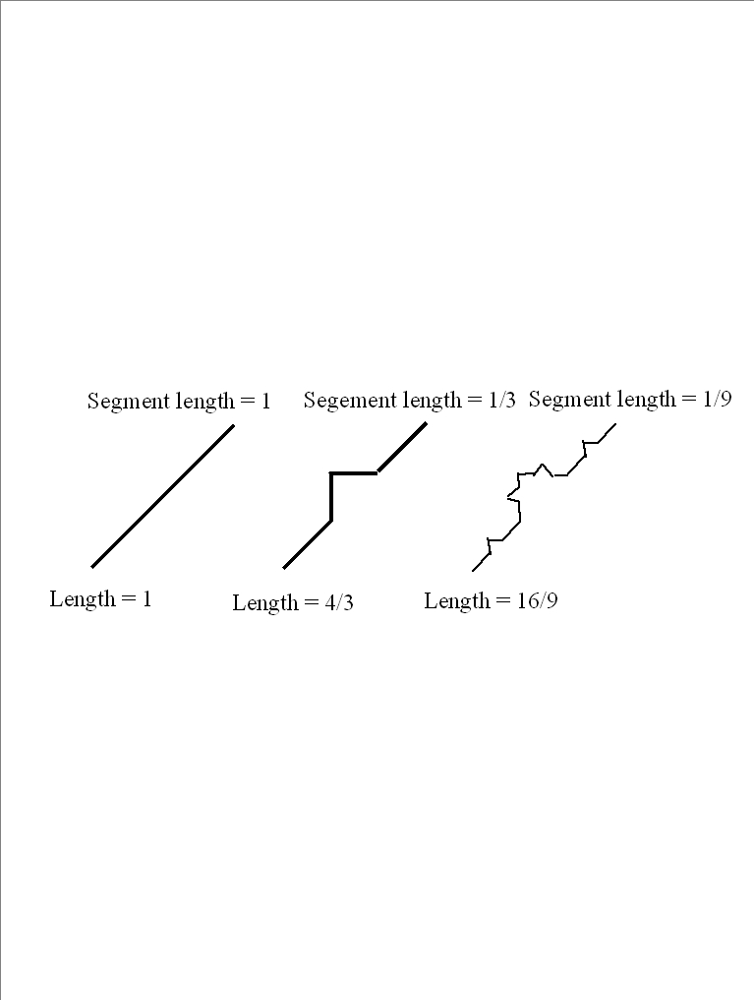 Segment length = 1
Segement length = 1/3
Segment length = 1/9
Length = 1
Length = 4/3
Length = 16/9